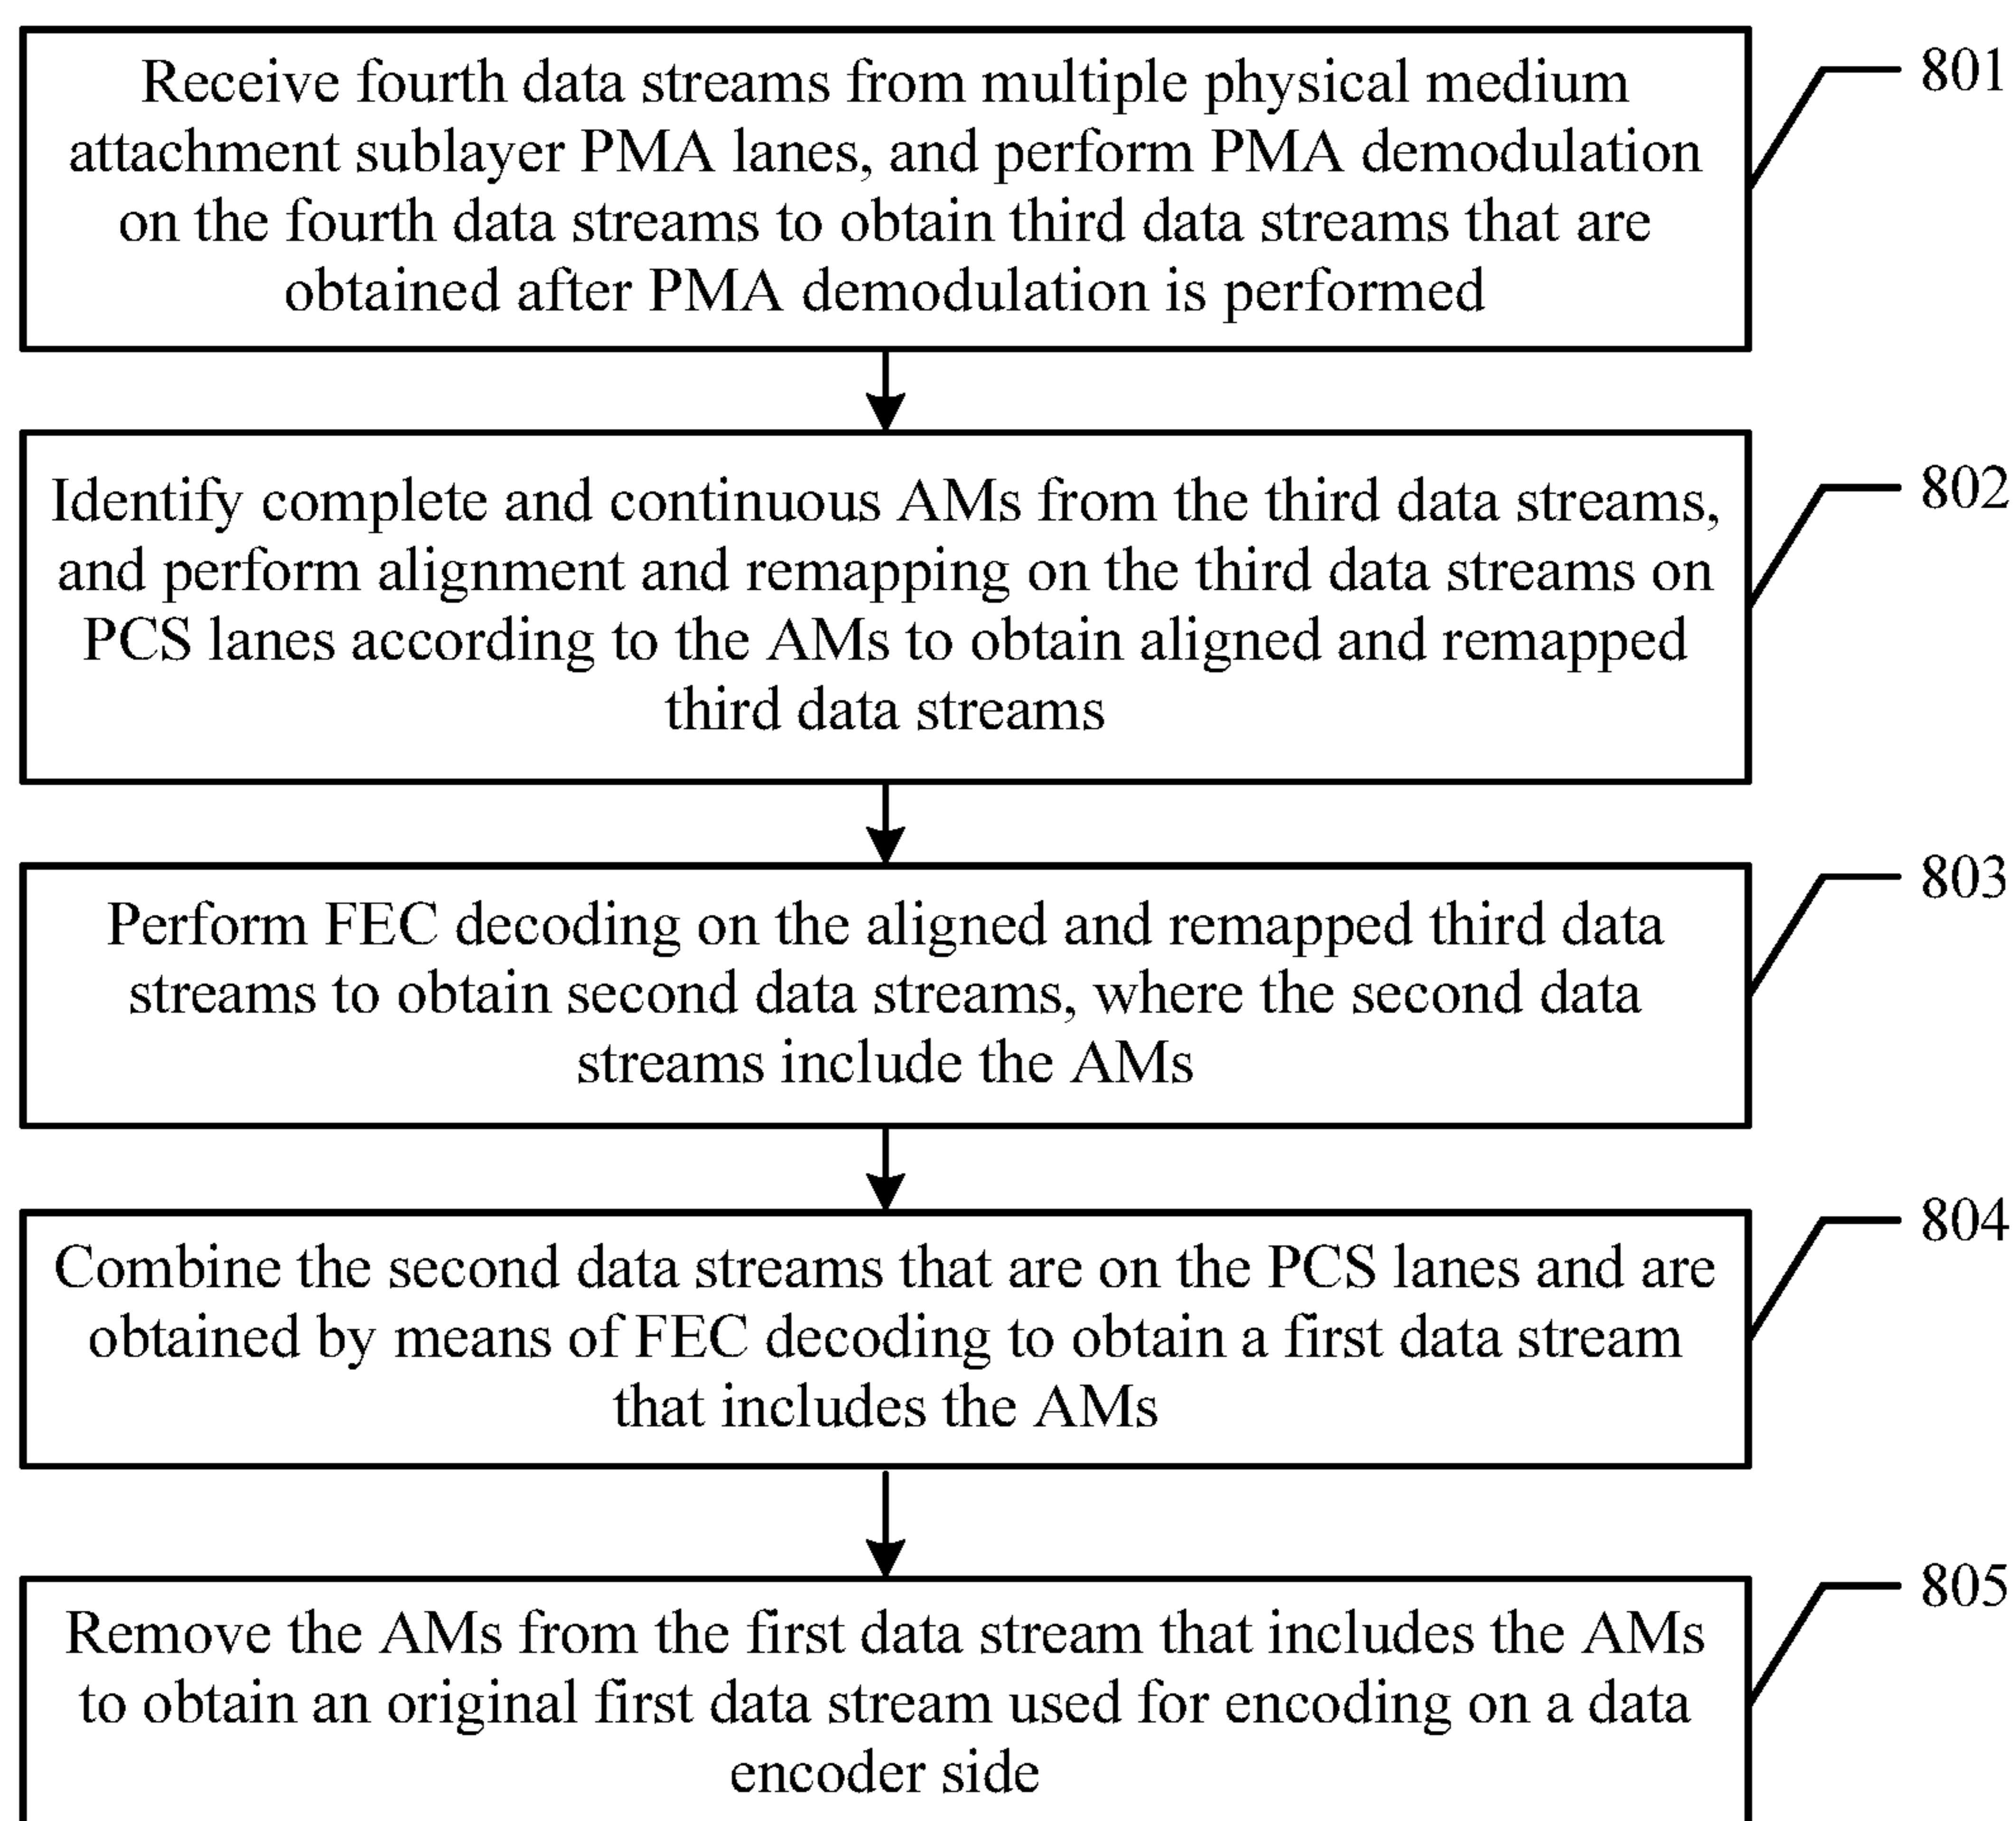 Receive fourth data streams from multiple physical medium
attachment sublayer PMA lanes, and perform PMA demodulation
on the fourth data streams to obtain third data streams that are
obtained after PMA demodulation is performed
801
Identify complete and continuous AMs from the third data streams,
and perform alignment and remapping on the third data streams on
PCS lanes according to the AMs to obtain aligned and remapped
third data streams
802
Perform FEC decoding on the aligned and remapped third data
streams to obtain second data streams, where the second data
streams include the AMs
803
Combine the second data streams that are on the PCS lanes and are
obtained by means of FEC decoding to obtain a first data stream
that includes the AMs
804
Remove the AMs from the first data stream that includes the AMs
to obtain an original first data stream used for encoding on a data
encoder side
805